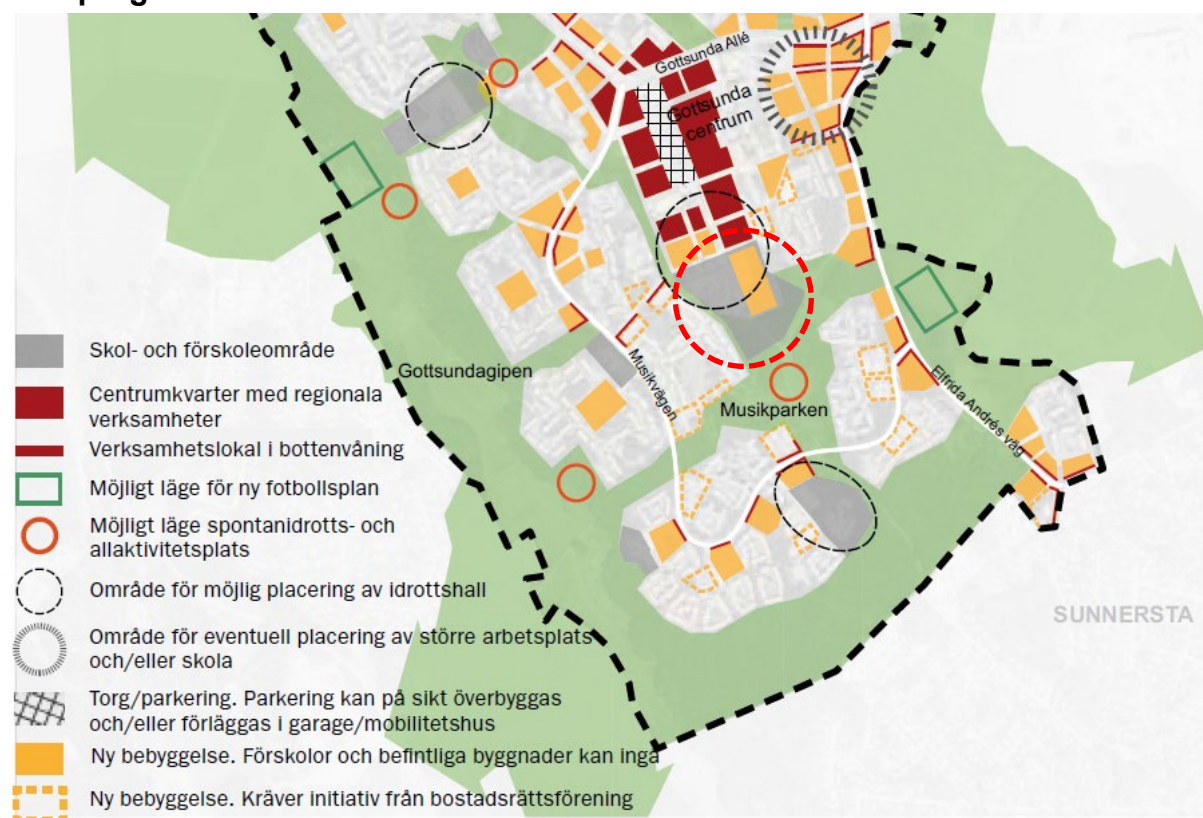 Gottsunda Allé
Gottsunda
centrum
Skol- och förskoleområde
Gottsundagipen
Centrumkvarter med regionala
verksamheter
Musikvägen
Elfrida Andrés väg
Musikparken
Verksamhetslokal i bottenvåning
Möjligt läge för ny fotbollsplan
Möjligt läge spontanidrotts- och
allaktivitetsplats
Område för möjlig placering av idrottshall
SUNNERSTA
Område för eventuell placering av större arbetsplats
och/eller skola
Torg/parkering. Parkering kan på sikt överbyggas
och/eller förläggas i garage/mobilitetshus
Ny bebyggelse. Förskolor och befintliga byggnader kan ingå
Ny bebyggelse. Kräver initiativ från bostadsrättsförening